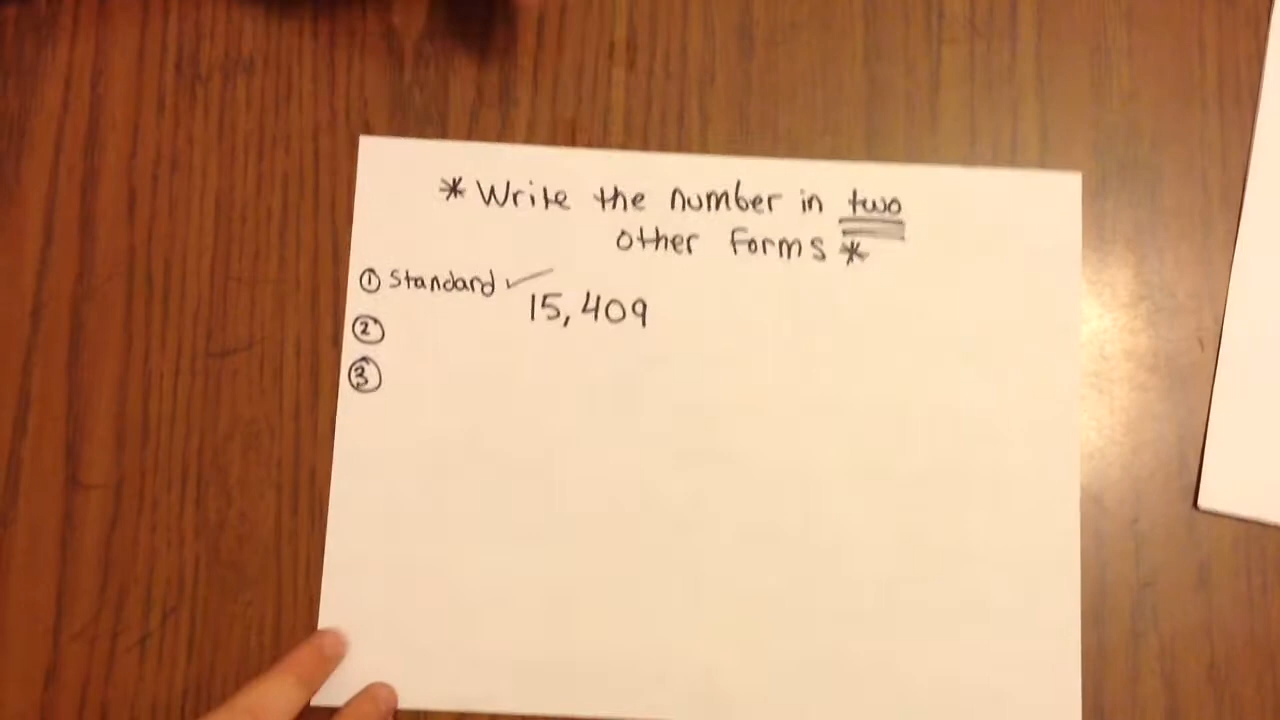 *Write the number in two
other forms*
① Standard ✓
15,409
②
③